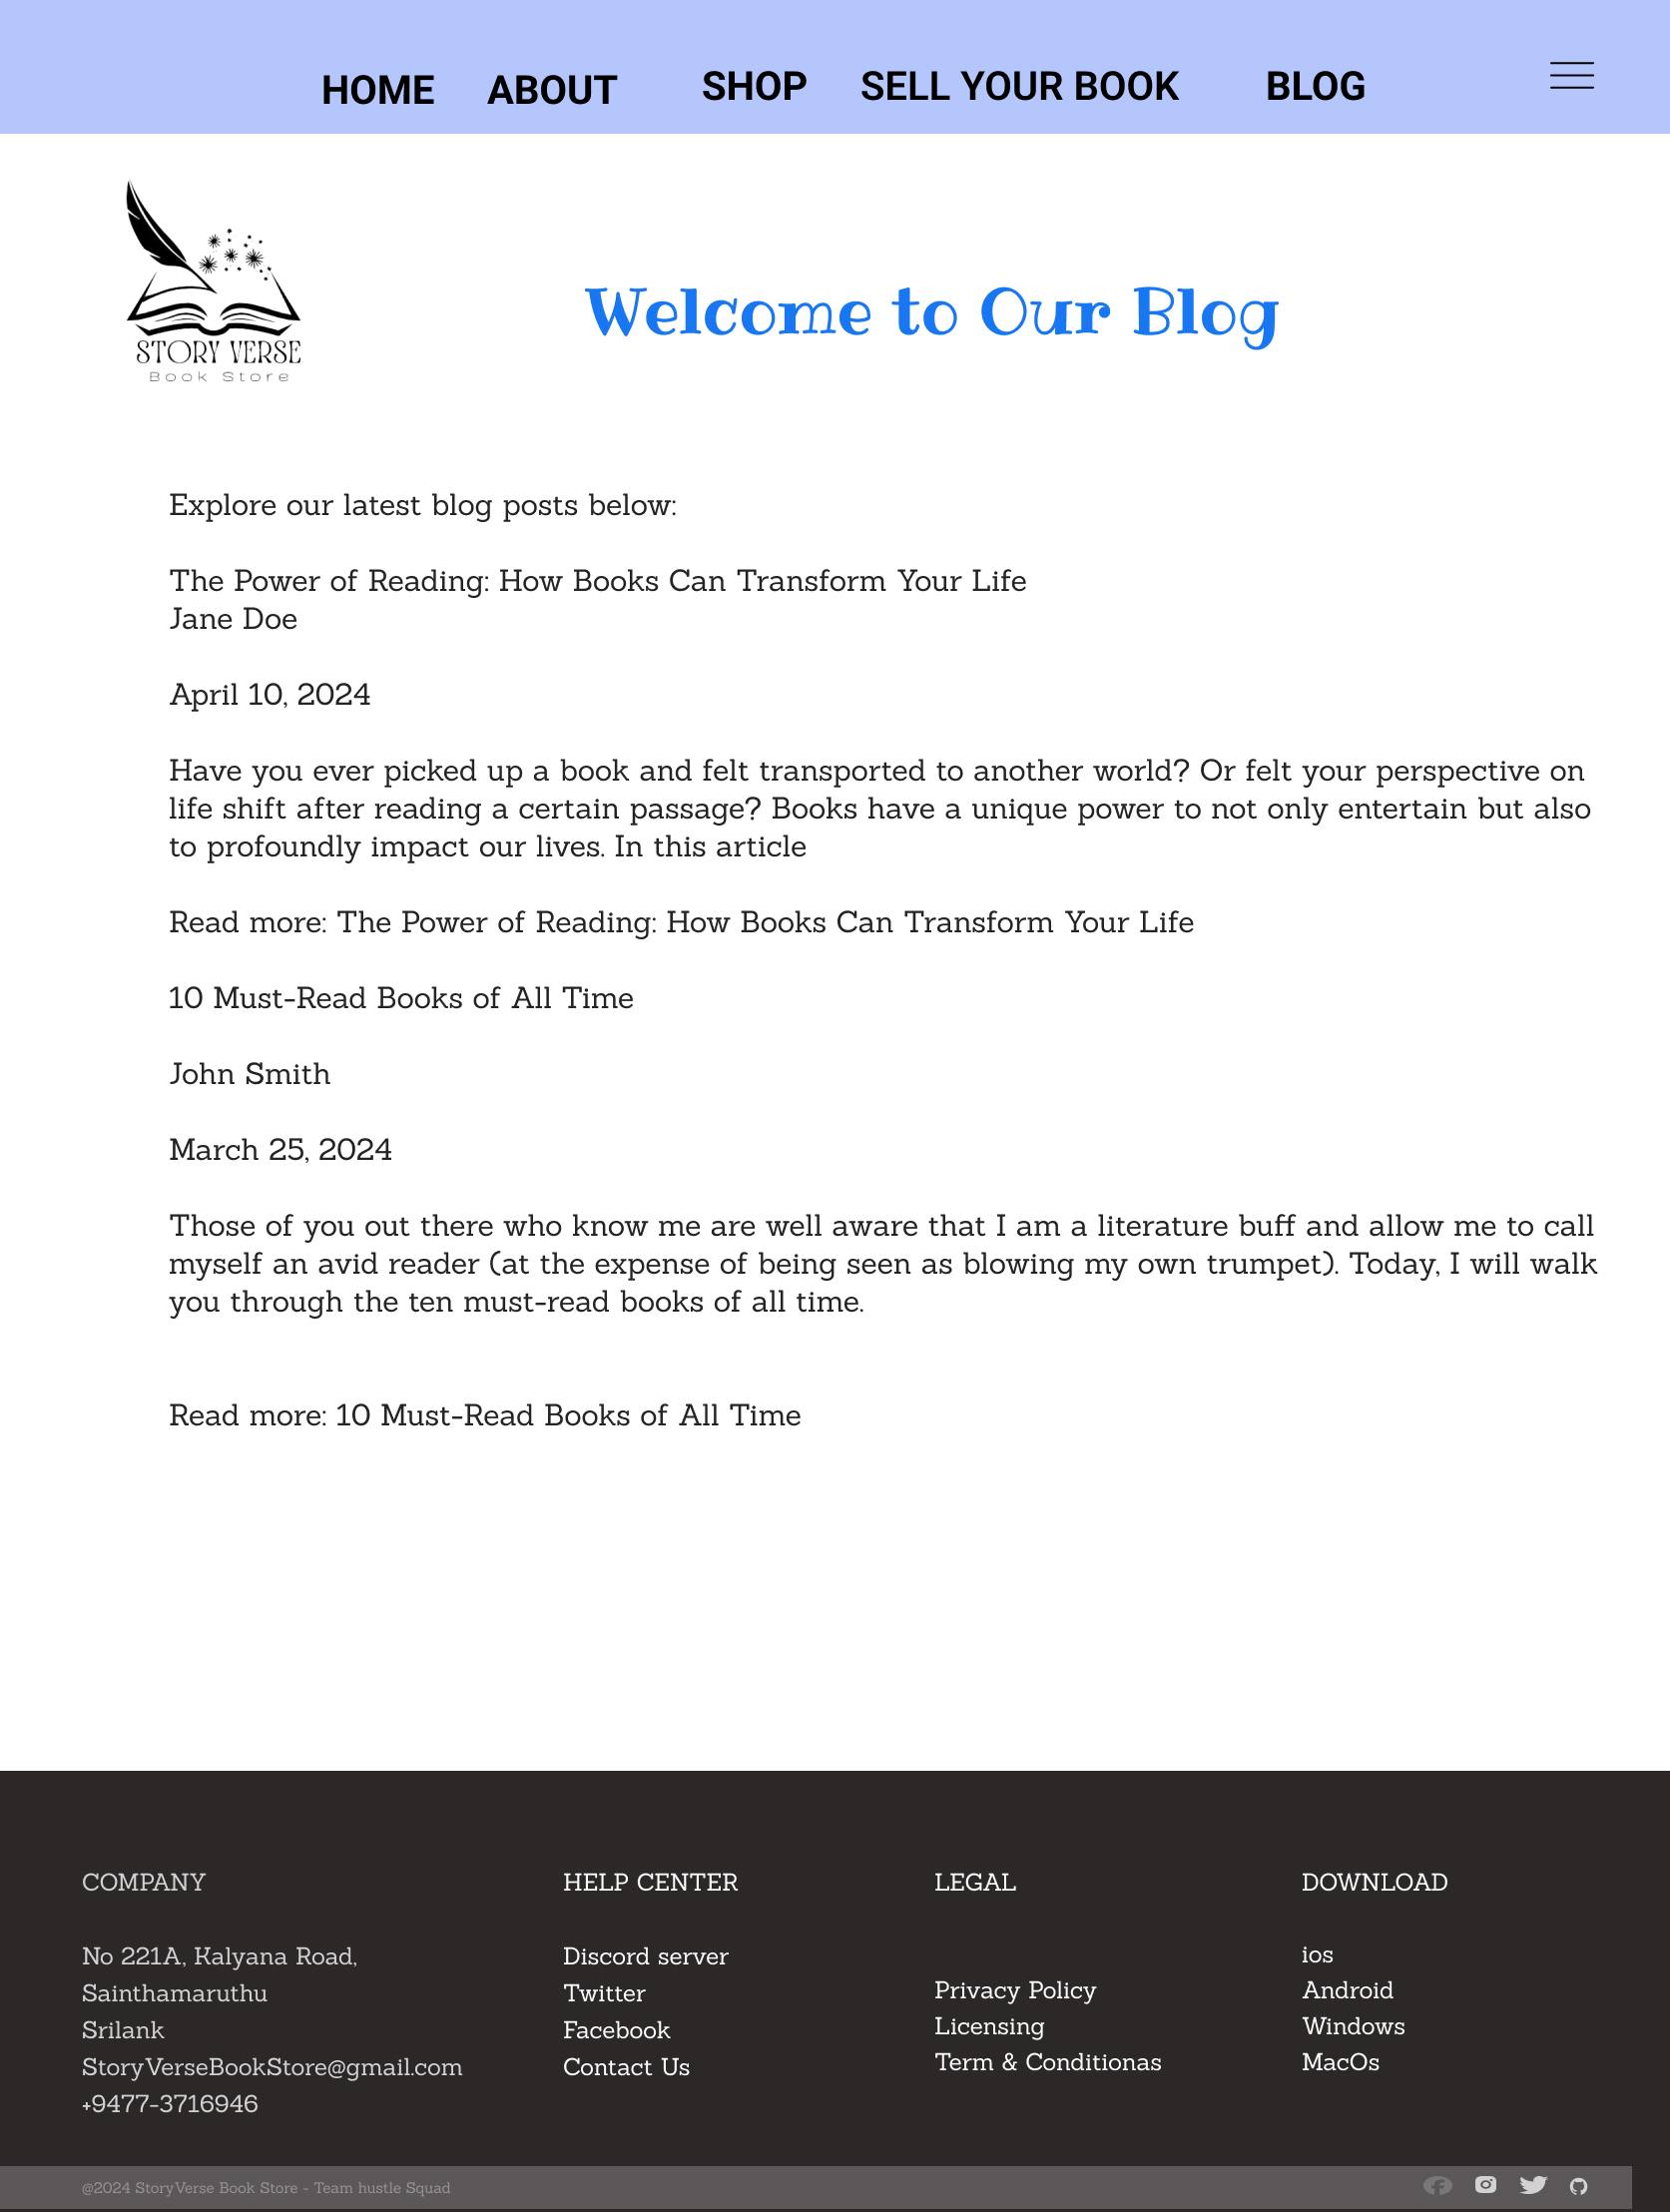 HOME ABOUT SHOP SELL YOUR BOOK BLOG
STORY VERSE
Book Store
Welcome to Our Blog
Explore our latest blog posts below:
The Power of Reading: How Books Can Transform Your Life
Jane Doe
April 10, 2024
Have you ever picked up a book and felt transported to another world? Or felt your perspective on
life shift after reading a certain passage? Books have a unique power to not only entertain but also
to profoundly impact our lives. In this article
Read more: The Power of Reading: How Books Can Transform Your Life
10 Must-Read Books of All Time
John Smith
March 25, 2024
Those of you out there who know me are well aware that I am a literature buff and allow me to call
myself an avid reader (at the expense of being seen as blowing my own trumpet). Today, I will walk
you through the ten must-read books of all time.
Read more: 10 Must-Read Books of All Time
COMPANY
No 221A, Kalyana Road,
Sainthamaruthu
Srilank
StoryVerseBookStore@gmail.com
+9477-3716946
HELP CENTER
Discord server
Twitter
Facebook
Contact Us
LEGAL
Privacy Policy
Licensing
Term & Conditionas
DOWNLOAD
ios
Android
Windows
MacOs
@2024 StoryVerse Book Store - Team hustle Squad